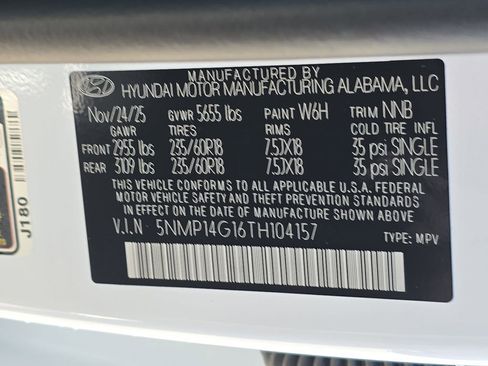 MANUFACTURED BY
HYUNDAI MOTOR MANUFACTURING ALABAMA, LLC
Nov/24/25 GVWR 5655 lbs PAINT W6H TRIM NNB
GAWR TIRES RIMS COLD TIRE INFL
FRONT 2955 lbs 235/60R18 7.5JX18 35 psi SINGLE
REAR 3109 lbs 235/60R18 7.5JX18 35 psi SINGLE
THIS VEHICLE CONFORMS TO ALL APPLICABLE U.S.A. FEDERAL
MOTOR VEHICLE SAFETY AND THEFT PREVENTION STANDARDS
IN EFFECT ON THE DATE OF MANUFACTURE SHOWN ABOVE.
V.I.N 5NMP14G16TH104157 TYPE: MPV
J180